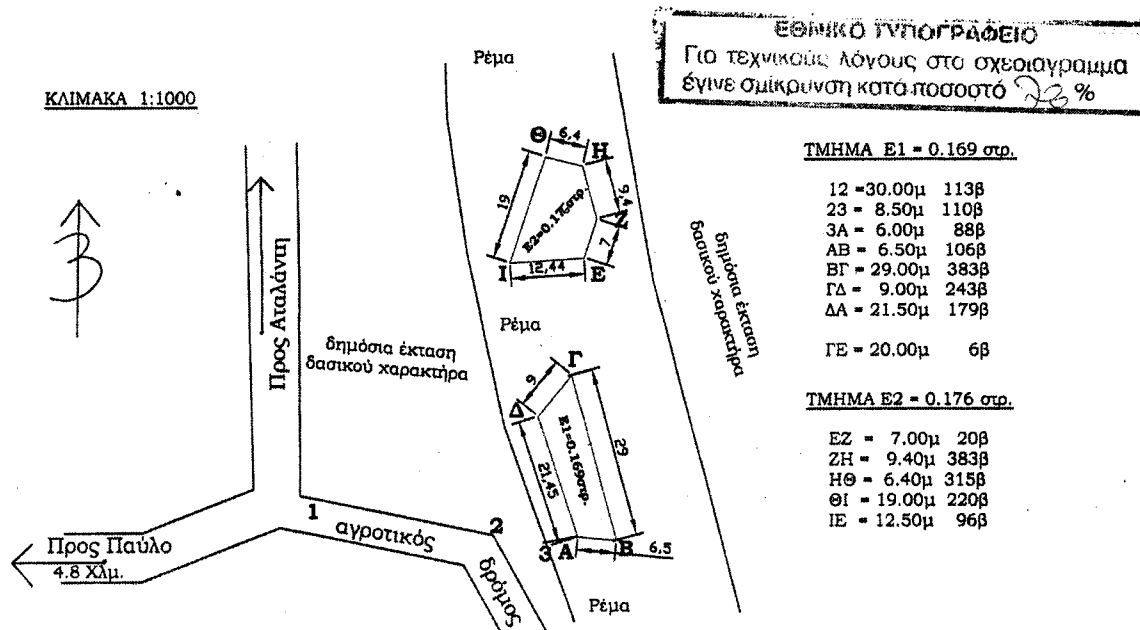 ΕΘΝΙΚΟ ΤΥΠΟΓΡΑΦΕΙΟ
Για τεχνικούς λόγους στο σχεδιαγραμμα
έγινε σμίκρυνση κατά ποσοστό %
ΚΛΙΜΑΚΑ 1:1000
Ρέμα
3
Προς Αταλάντη
δημόσια έκταση
δασικού χαρακτήρα
Θ
6,4
Η
19
E2=0.176στρ.
9,4
Ζ
7
Ι
12,44
Ε
Ρέμα
δημόσια έκταση
δασικού χαρακτήρα
Γ
9
Δ
E1=0.169στρ.
29
21,45
3 Α
Β
6,5
Ρέμα
1
2
αγροτικός
δρόμος
Προς Παύλο
4.8 Χλμ.
ΤΜΗΜΑ Ε1 = 0.169 στρ.
12 =30.00μ 113β
23 = 8.50μ 110β
3Α = 6.00μ 88β
ΑΒ = 6.50μ 106β
ΒΓ = 29.00μ 383β
ΓΔ = 9.00μ 243β
ΔΑ = 21.50μ 179β
ΓΕ = 20.00μ 6β
ΤΜΗΜΑ Ε2 = 0.176 στρ.
ΕΖ = 7.00μ 20β
ΖΗ = 9.40μ 383β
ΗΘ = 6.40μ 315β
ΘΙ = 19.00μ 220β
ΙΕ = 12.50μ 96β